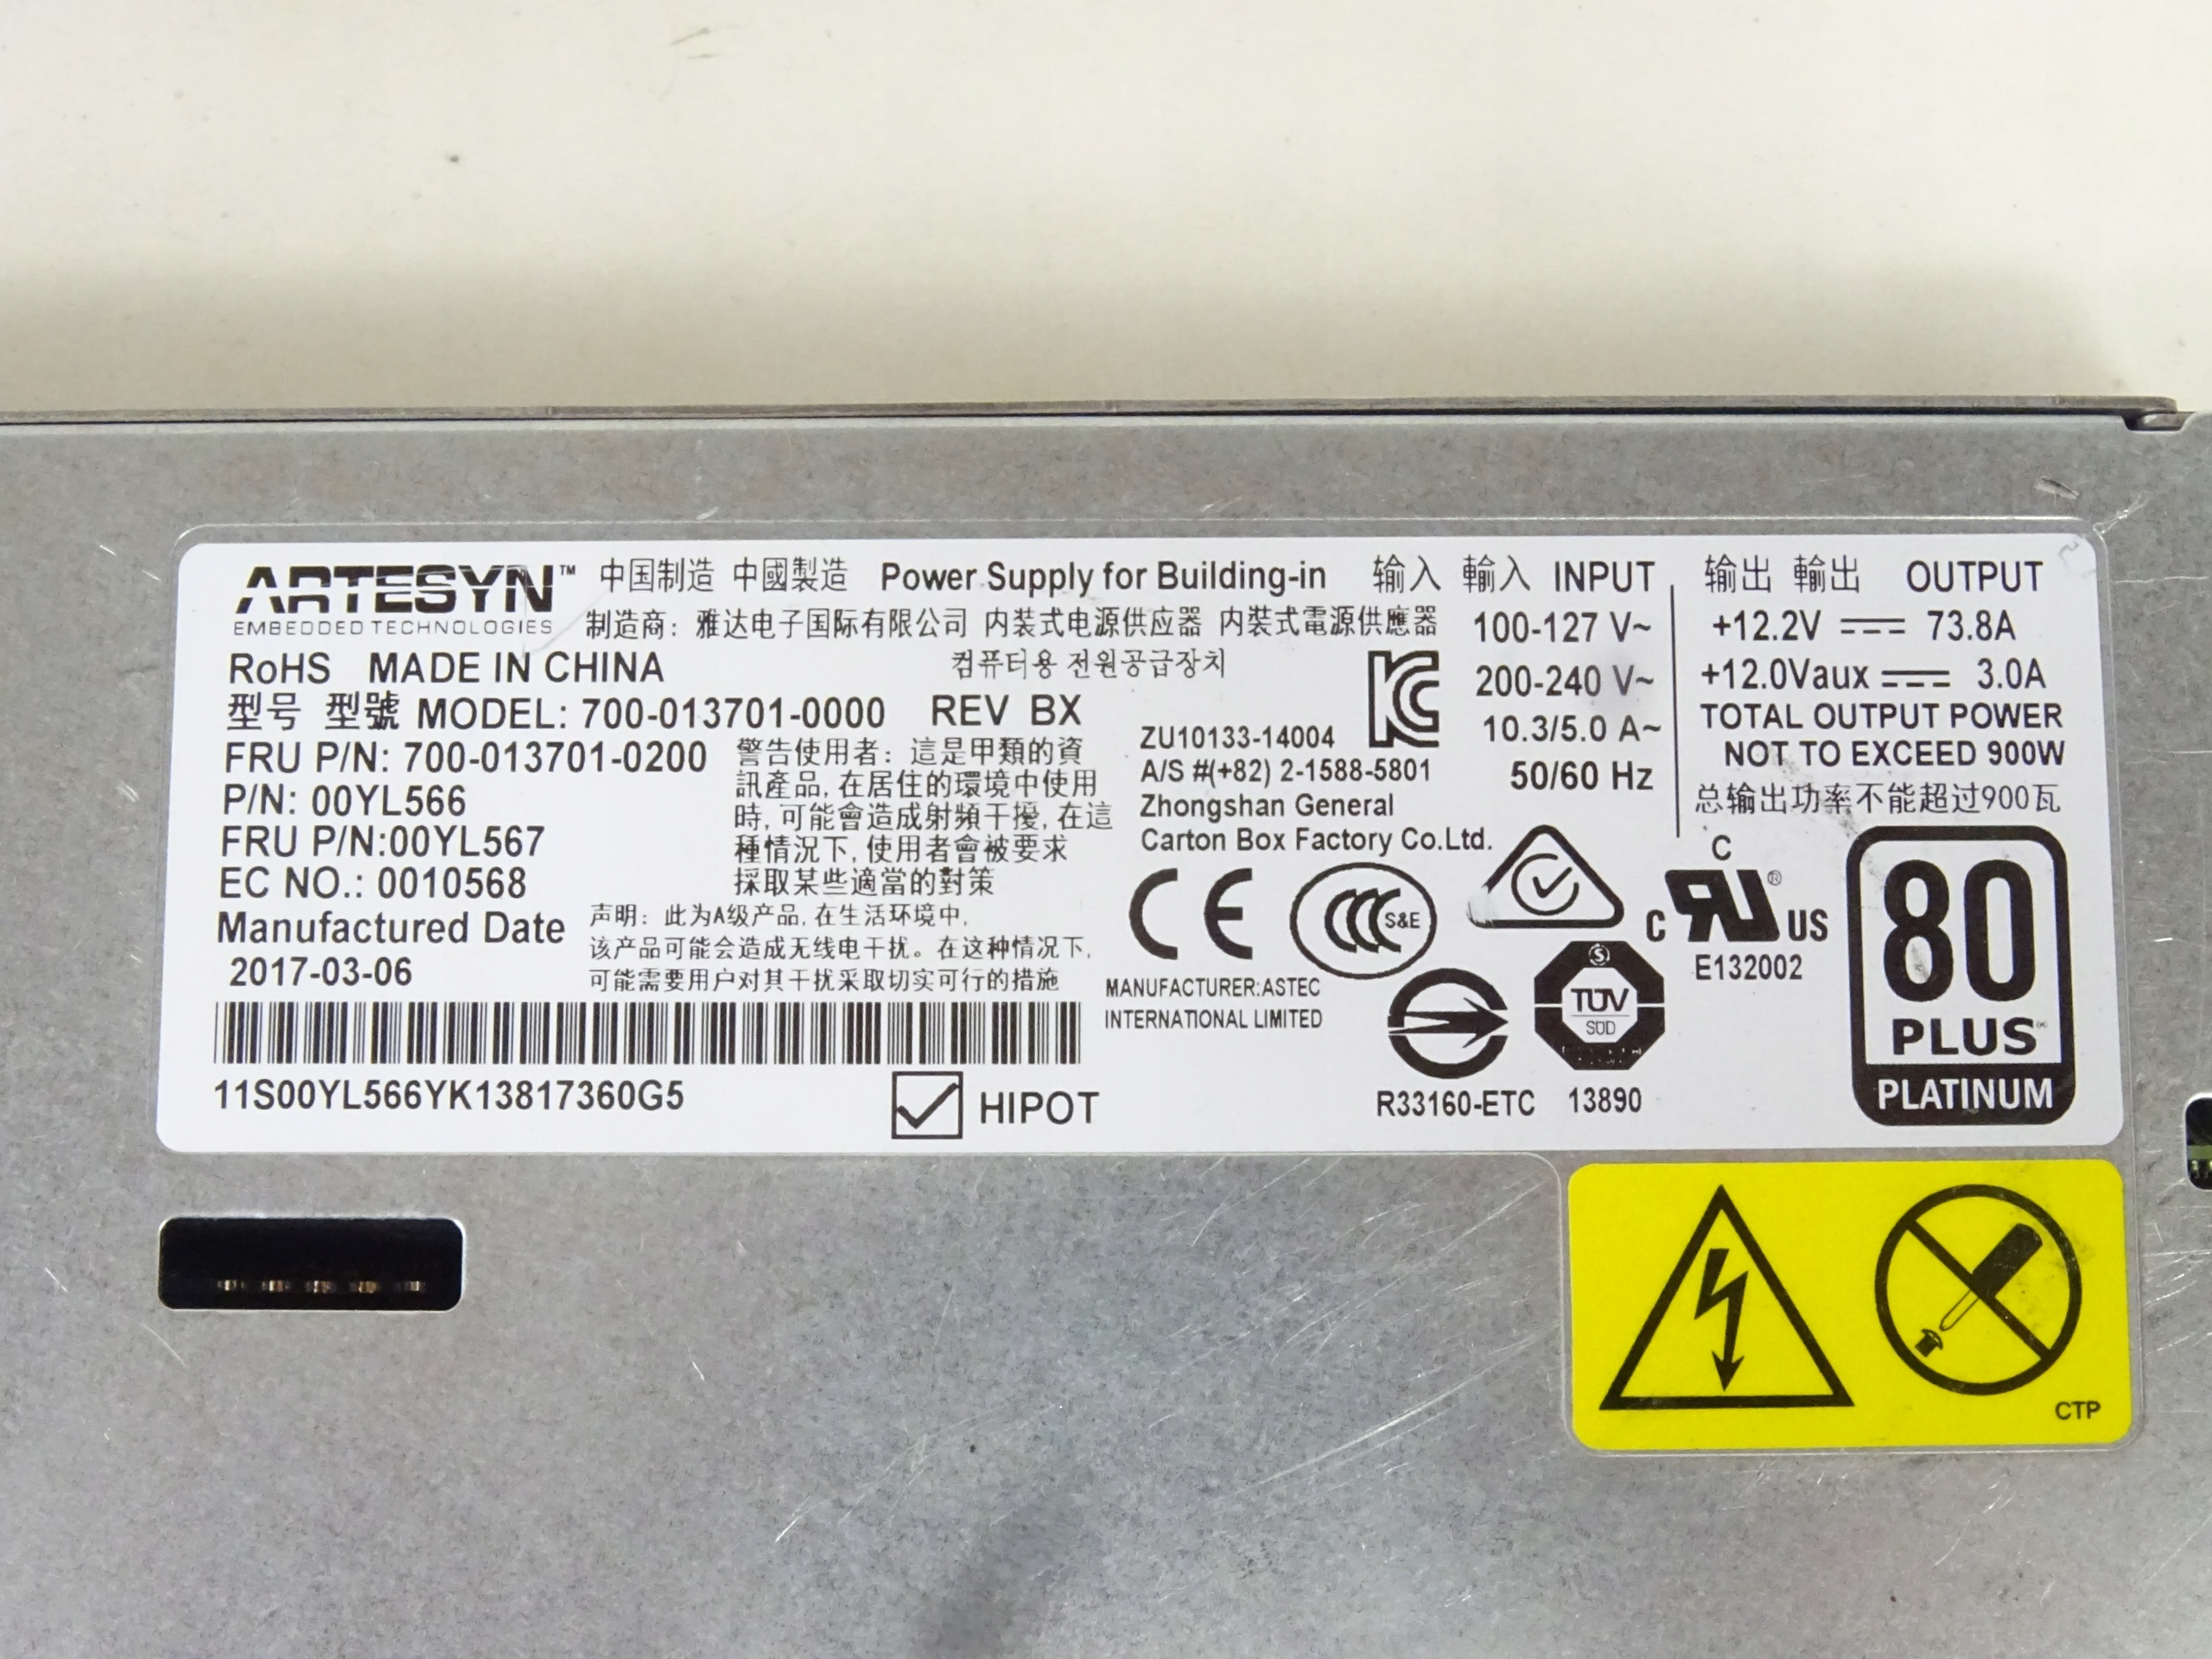 ARTESYN™ 中国制造 中國製造 Power Supply for Building-in
EMBEDDED TECHNOLOGIES
制造商: 雅达电子国际有限公司 内装式电源供应器 内裝式電源供應器
RoHS MADE IN CHINA
컴퓨터용 전원공급장치
型号 型號 MODEL: 700-013701-0000 REV BX
FRU P/N: 700-013701-0200
P/N: 00YL566
FRU P/N:00YL567
EC NO.: 0010568
Manufactured Date
2017-03-06
警告使用者: 這是甲類的資
訊產品, 在居住的環境中使用
時, 可能會造成射頻干擾, 在這
種情況下, 使用者會被要求
採取某些適當的對策
声明: 此为A级产品, 在生活环境中,
该产品可能会造成无线电干扰。在这种情况下,
可能需要用户对其干扰采取切实可行的措施
11S00YL566YK13817360G5
HIPOT
ZU10133-14004
A/S #(+82) 2-1588-5801
Zhongshan General
Carton Box Factory Co.Ltd.
MANUFACTURER:ASTEC
INTERNATIONAL LIMITED
输入 輸入 INPUT
100-127 V~
200-240 V~
10.3/5.0 A~
50/60 Hz
输出 輸出 OUTPUT
+12.2V ⎓ 73.8A
+12.0Vaux ⎓ 3.0A
TOTAL OUTPUT POWER
NOT TO EXCEED 900W
总输出功率不能超过900瓦
KC
CE
CCC S&E
R33160-ETC
TÜV
SÜD
13890
C
C RU® US
E132002
80
PLUS
PLATINUM
CTP